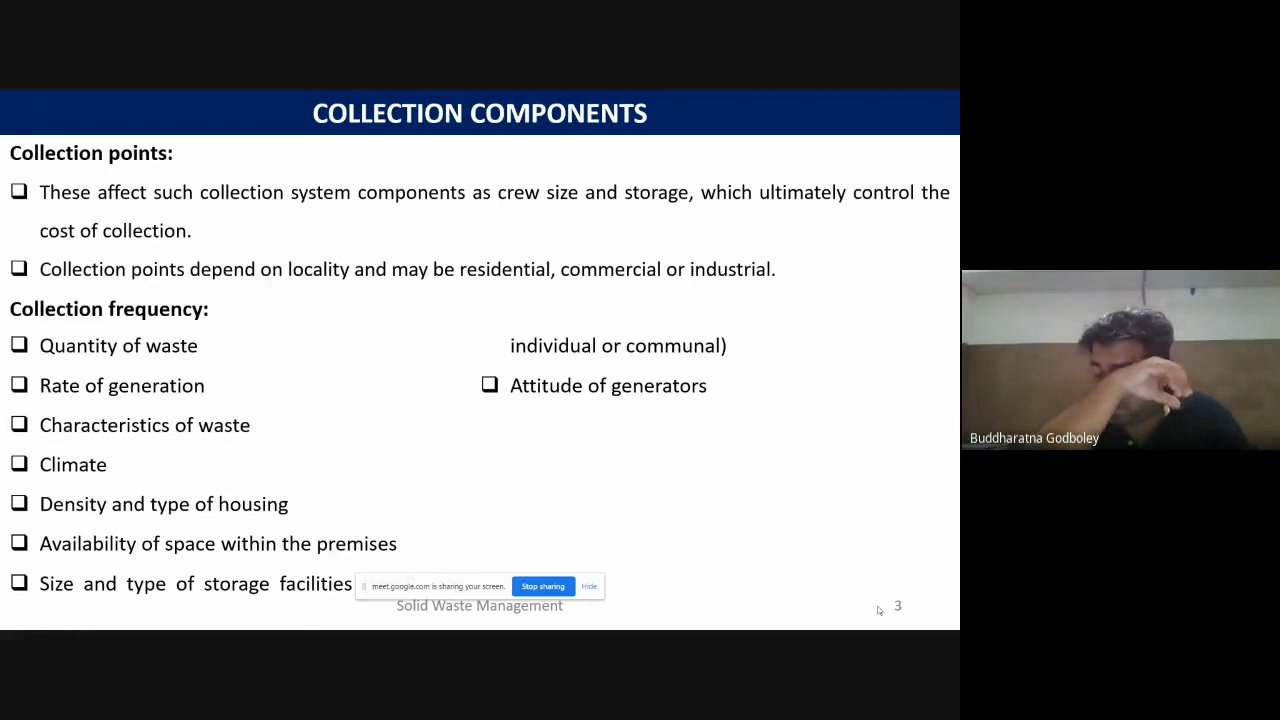 COLLECTION COMPONENTS
Collection points:
These affect such collection system components as crew size and storage, which ultimately control the
cost of collection.
Collection points depend on locality and may be residential, commercial or industrial.
Collection frequency:
Quantity of waste
Rate of generation
Characteristics of waste
Climate
Density and type of housing
Availability of space within the premises
Size and type of storage facilities
individual or communal)
Attitude of generators
meet.google.com is sharing your screen. Stop sharing Hide
Solid Waste Management 3
Buddharatna Godboley